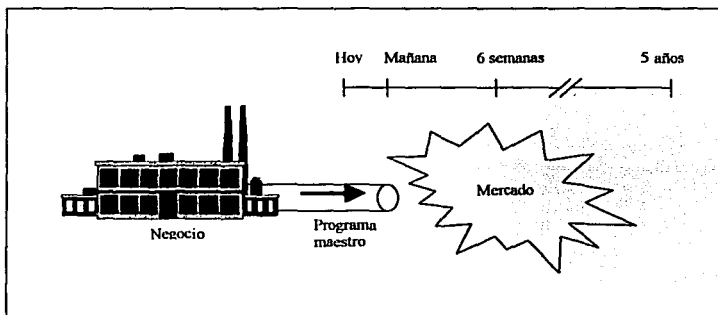 Hoy Mañana 6 semanas 5 años
Mercado
Negocio
Programa
maestro